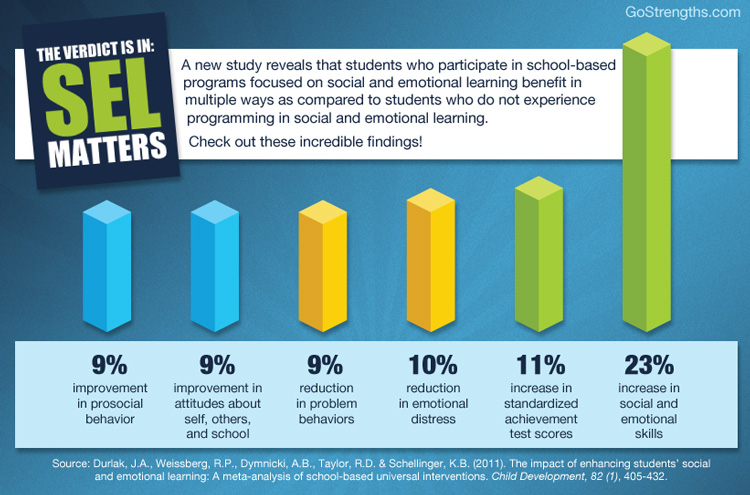 GoStrengths.com
THE VERDICT IS IN:
SEL
MATTERS
A new study reveals that students who participate in school-based
programs focused on social and emotional learning benefit in
multiple ways as compared to students who do not experience
programming in social and emotional learning.
Check out these incredible findings!
9%
improvement
in prosocial
behavior
9%
improvement in
attitudes about
self, others,
and school
9%
reduction
in problem
behaviors
10%
reduction
in emotional
distress
11%
increase in
standardized
achievement
test scores
23%
increase in
social and
emotional
skills
Source: Durlak, J.A., Weissberg, R.P., Dymnicki, A.B., Taylor, R.D. & Schellinger, K.B. (2011). The impact of enhancing students' social
and emotional learning: A meta-analysis of school-based universal interventions. Child Development, 82 (1), 405-432.